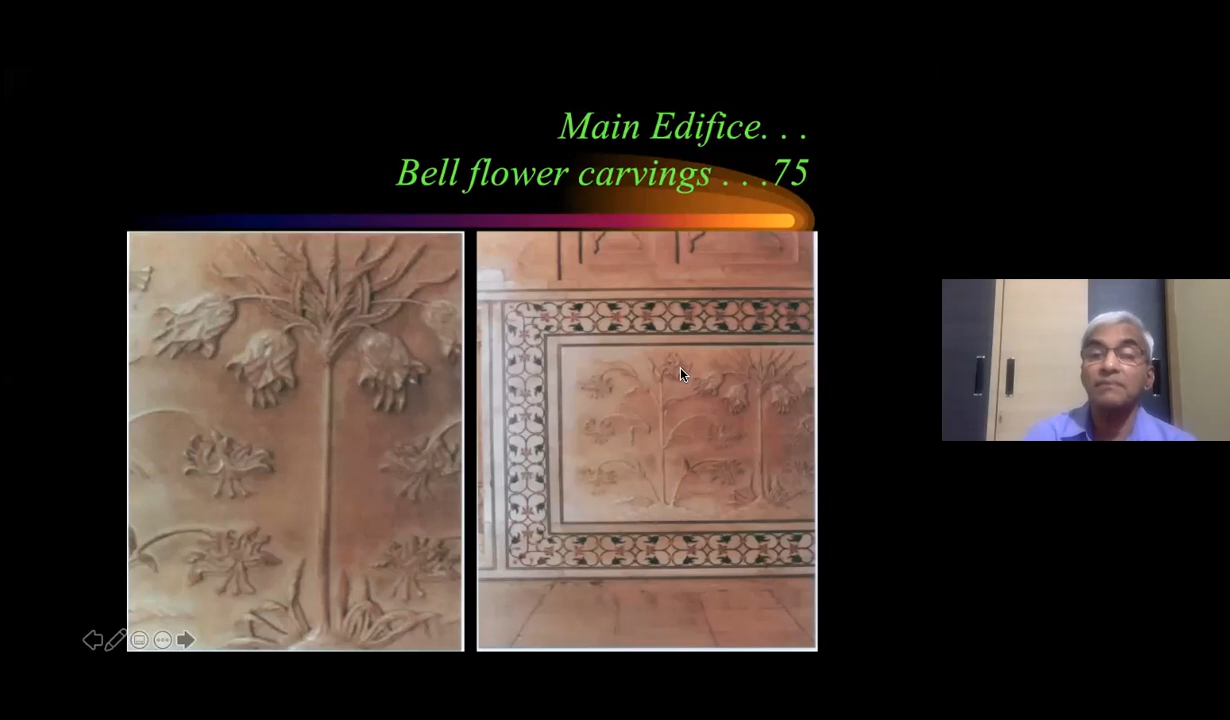 Main Edifice. . .
Bell flower carvings . . .75